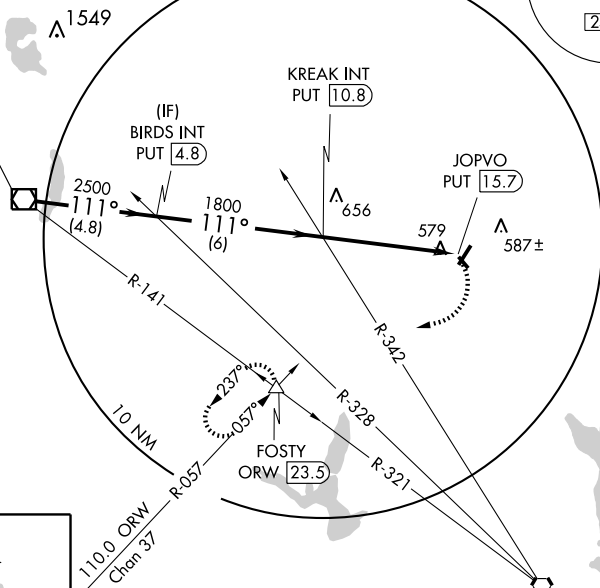 1549
2
KREAK INT
PUT 10.8
(IF)
BIRDS INT
PUT 4.8
JOPVO
PUT 15.7
2500
111°
(4.8)
1800
111°
(6)
656
579
587±
R-141
R-342
237°
057°
R-328
10 NM
FOSTY
ORW 23.5
R-321
R-057
110.0 ORW
Chan 37